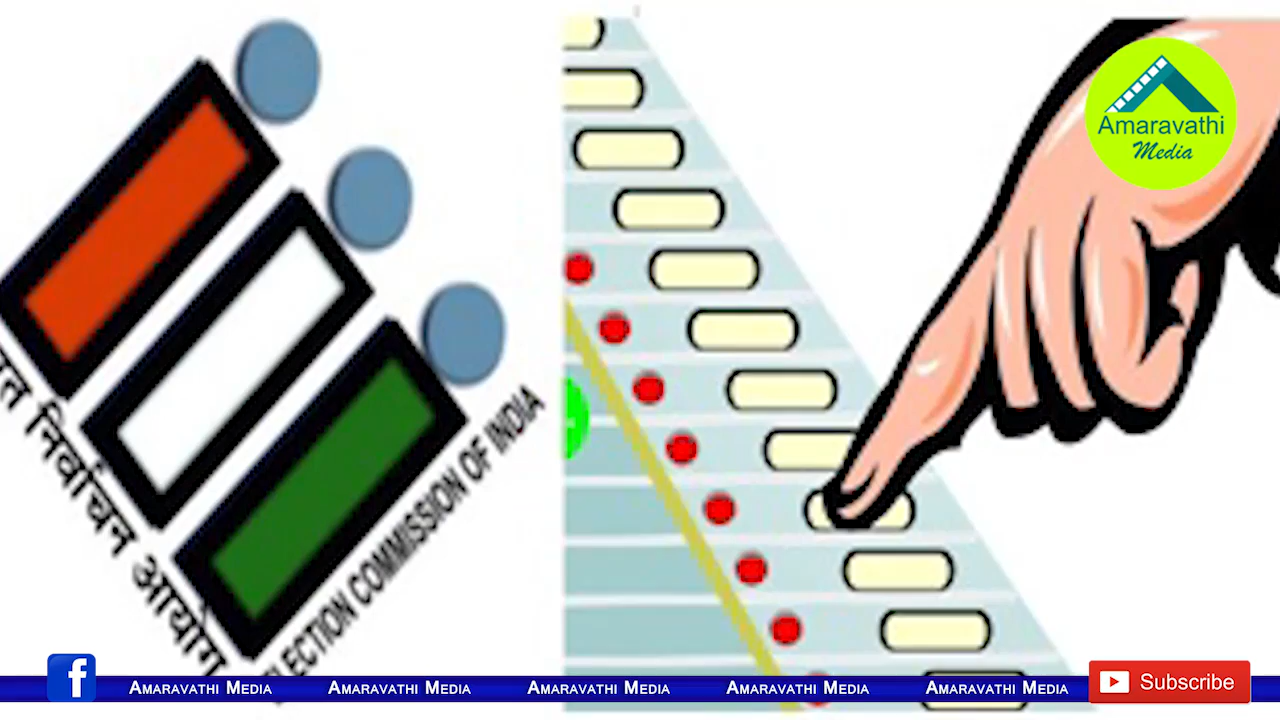 निर्वाचन आयोग
ELECTION COMMISSION OF INDIA
Amaravathi
Media
f
Amaravathi Media Amaravathi Media Amaravathi Media Amaravathi Media Amaravathi Media
Subscribe